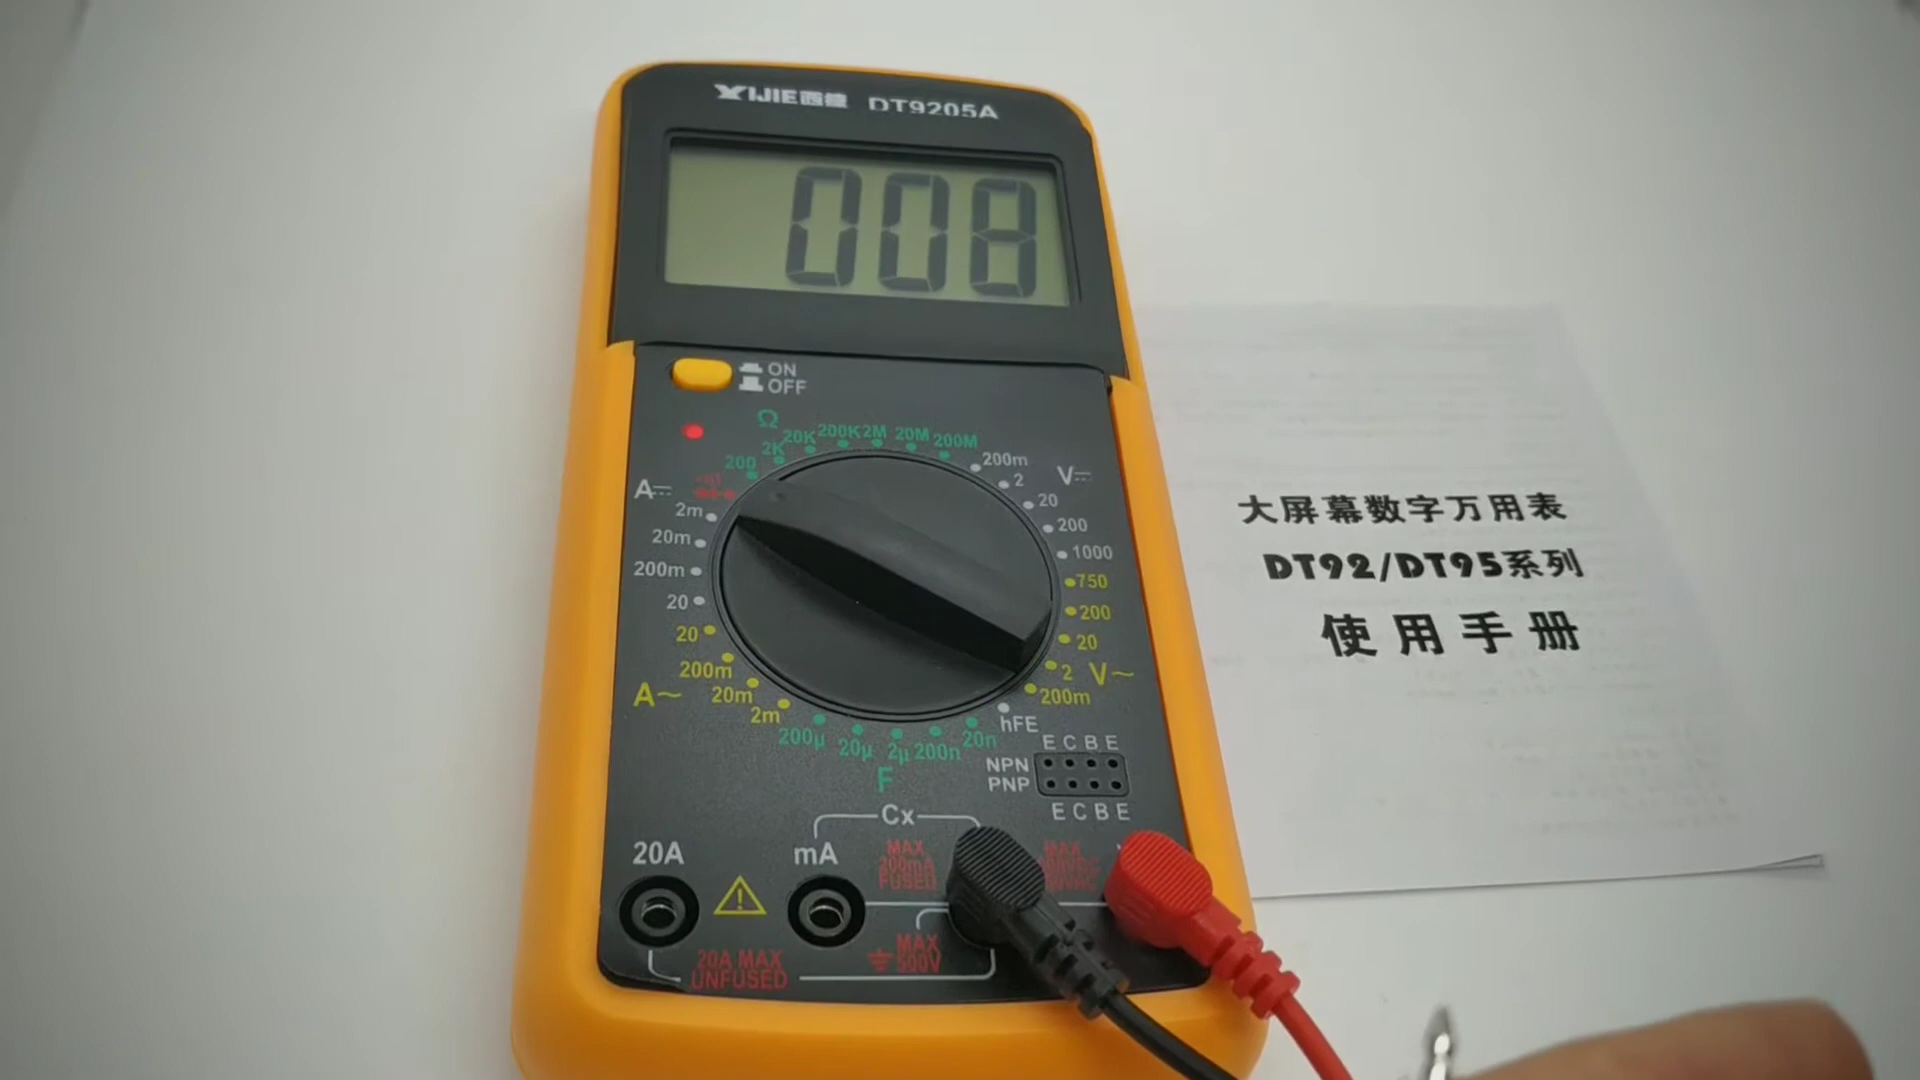 XIJIE DT9205A
008
ON
OFF
Ω
200
2K
20K
200K
2M
20M
200M
200m
2
20
200
1000
V
750
200
20
2
200m
V~
hFE
20n
200n
2µ
20µ
200µ
F
2m
20m
200m
20
A~
20
200m
20m
2m
A
E C B E
NPN
PNP
E C B E
Cx
20A
mA
MAX
200mA
FUSED
MAX
MAX
500V
20A MAX
UNFUSED
大屏幕数字万用表
DT92/DT95系列
使用手册